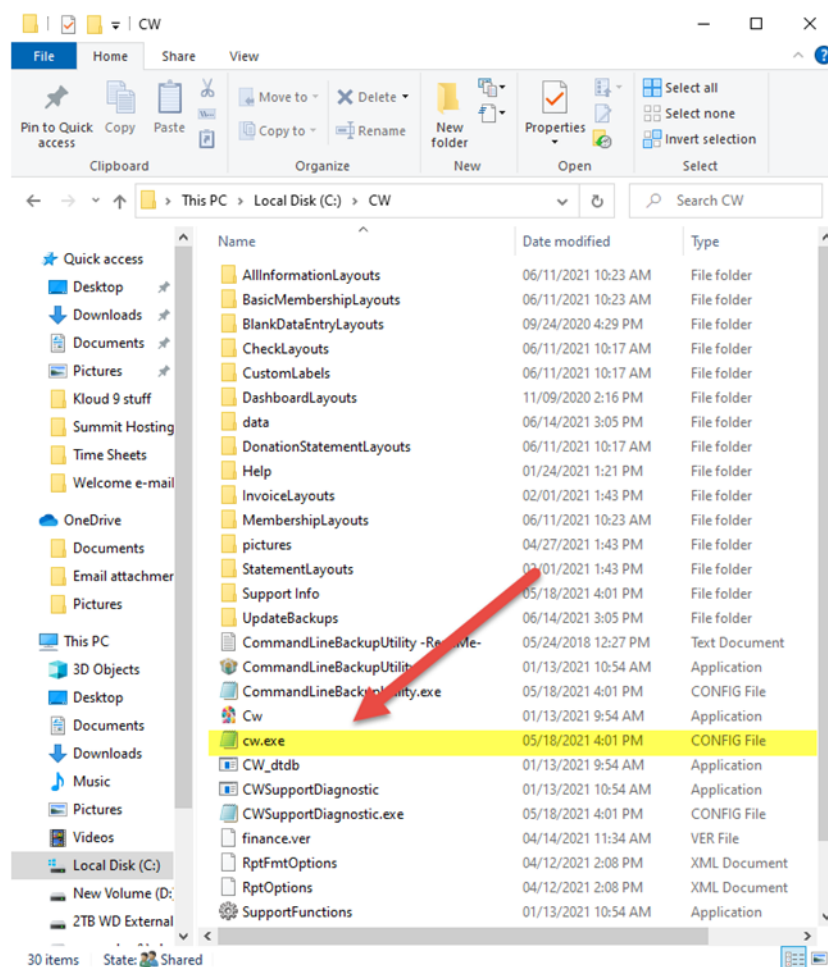 CW
File Home Share View
Pin to Quick access
Copy
Paste
Clipboard
Move to
Copy to
Delete
Rename
Organize
New folder
New
Properties
Open
Select all
Select none
Invert selection
Select
This PC > Local Disk (C:) > CW
Search CW
Quick access
Desktop
Downloads
Documents
Pictures
Kloud 9 stuff
Summit Hosting
Time Sheets
Welcome e-mail
OneDrive
Documents
Email attachmer
Pictures
This PC
3D Objects
Desktop
Documents
Downloads
Music
Pictures
Videos
Local Disk (C:)
New Volume (D:
2TB WD External
Name Date modified Type
AllInformationLayouts 06/11/2021 10:23 AM File folder
BasicMembershipLayouts 06/11/2021 10:23 AM File folder
BlankDataEntryLayouts 09/24/2020 4:29 PM File folder
CheckLayouts 06/11/2021 10:17 AM File folder
CustomLabels 06/11/2021 10:17 AM File folder
DashboardLayouts 11/09/2020 2:16 PM File folder
data 06/14/2021 3:05 PM File folder
DonationStatementLayouts 06/11/2021 10:17 AM File folder
Help 01/24/2021 1:21 PM File folder
InvoiceLayouts 02/01/2021 1:43 PM File folder
MembershipLayouts 06/11/2021 10:23 AM File folder
pictures 04/27/2021 1:43 PM File folder
StatementLayouts 02/01/2021 1:43 PM File folder
Support Info 05/18/2021 4:01 PM File folder
UpdateBackups 06/14/2021 3:05 PM File folder
CommandLineBackupUtility 05/24/2018 12:27 PM Text Document
CommandLineBackupUtility 01/13/2021 10:54 AM Application
CommandLineBackupUtility.exe 05/18/2021 4:01 PM CONFIG File
Cw 01/13/2021 9:54 AM Application
cw.exe 05/18/2021 4:01 PM CONFIG File
CW_dtdb 01/13/2021 9:54 AM Application
CWSupportDiagnostic 01/13/2021 10:54 AM Application
CWSupportDiagnostic.exe 05/18/2021 4:01 PM CONFIG File
finance.ver 04/14/2021 11:34 AM VER File
RptFmtOptions 04/12/2021 2:08 PM XML Document
RptOptions 04/12/2021 2:08 PM XML Document
SupportFunctions 01/13/2021 10:54 AM Application
30 items State: Shared